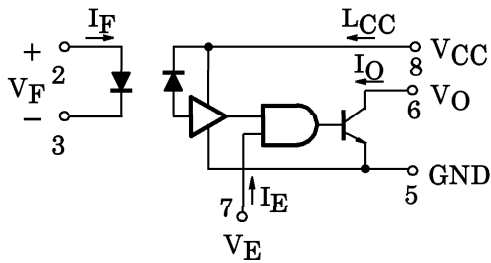 I_F
L_CC
+
2
8
V_CC
I_O
V_F
6
V_O
−
3
5
GND
7
I_E
V_E